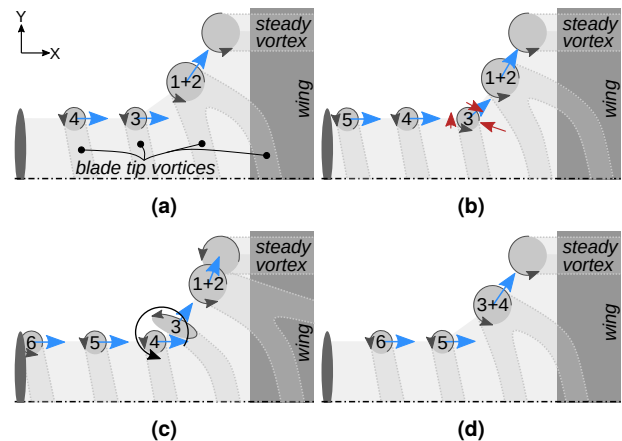 Y
X
steady
vortex
wing
1+2
4
3
blade tip vortices
(a)
steady
vortex
wing
1+2
5
4
3
(b)
steady
vortex
wing
1+2
3
6
5
4
(c)
steady
vortex
wing
3+4
6
5
(d)